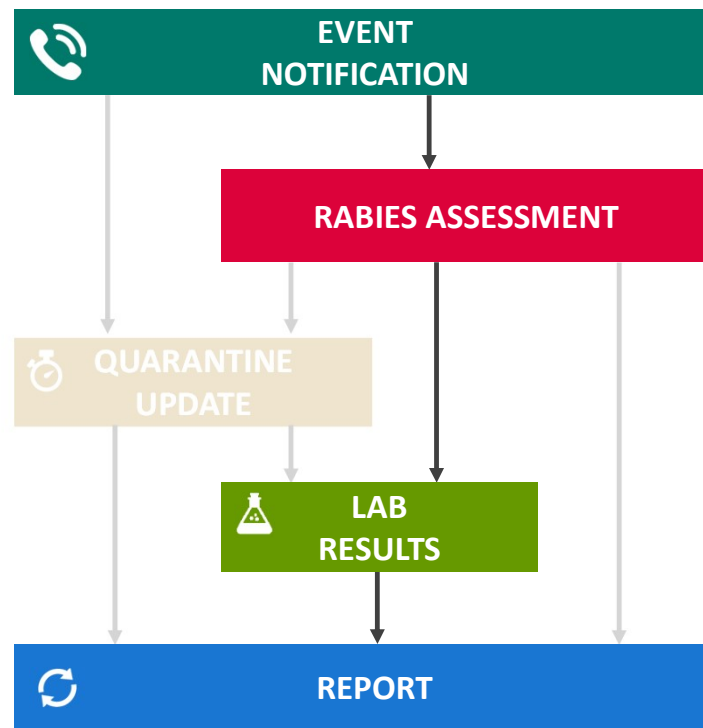 EVENT
NOTIFICATION
RABIES ASSESSMENT
QUARANTINE
UPDATE
LAB
RESULTS
REPORT